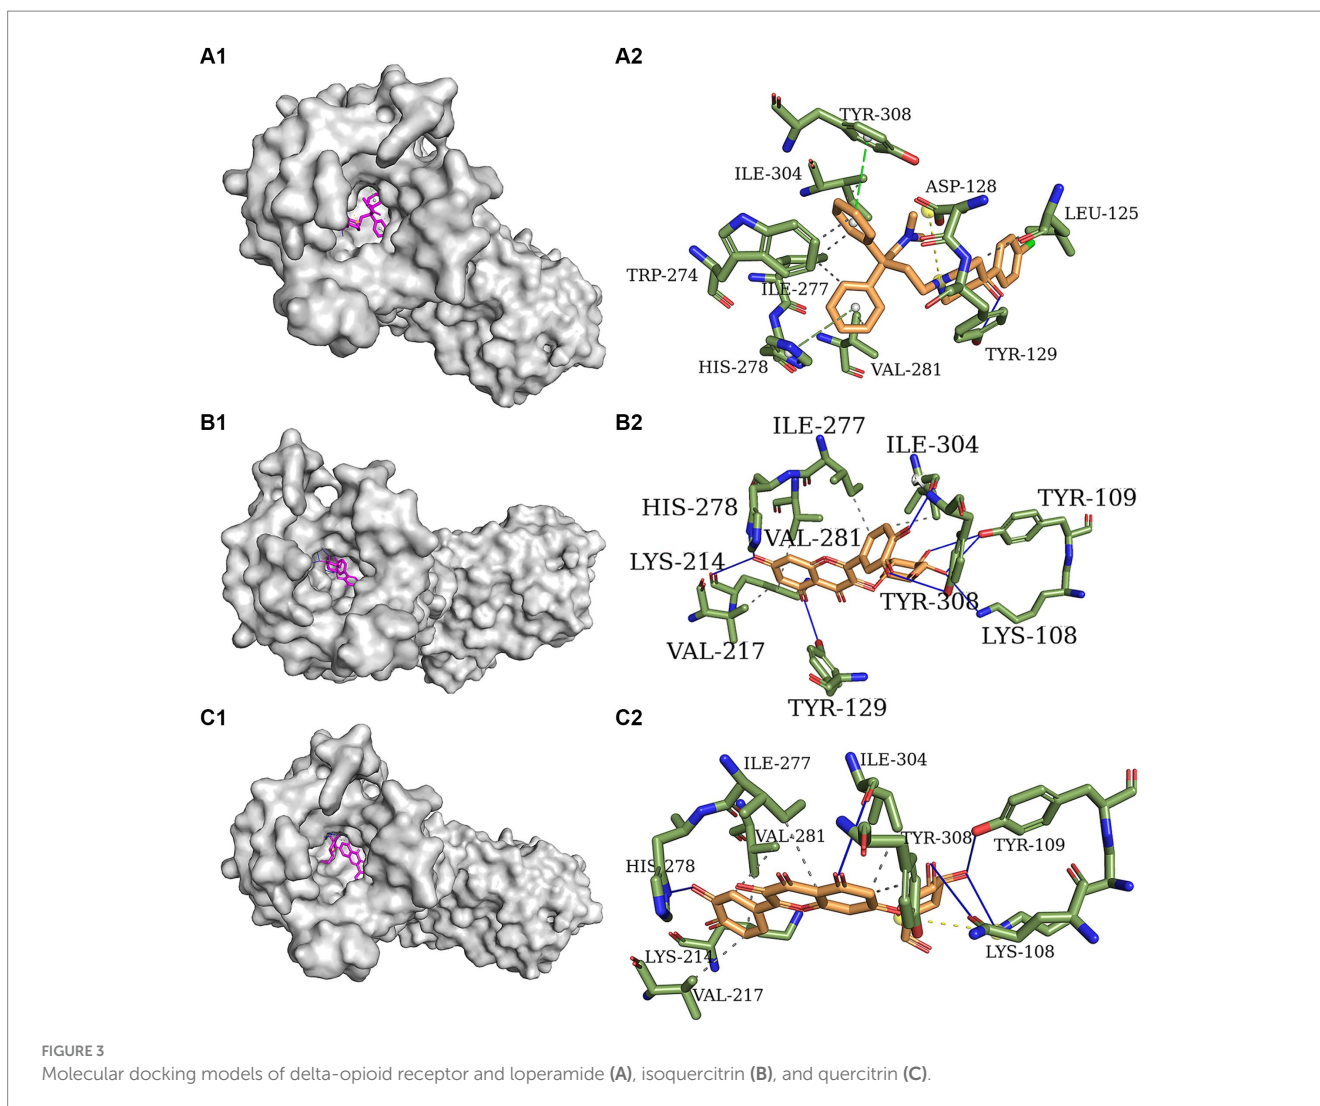 A1
A2
TYR-308
ILE-304
ASP-128
LEU-125
TRP-274
ILE-277
HIS-278
VAL-281
TYR-129
B1
B2
ILE-277
ILE-304
TYR-109
HIS-278
VAL-281
LYS-214
TYR-308
LYS-108
VAL-217
TYR-129
C1
C2
ILE-277
ILE-304
VAL-281
TYR-308
TYR-109
HIS-278
LYS-214
LYS-108
VAL-217
FIGURE 3
Molecular docking models of delta-opioid receptor and loperamide (A), isoquercitrin (B), and quercitrin (C).